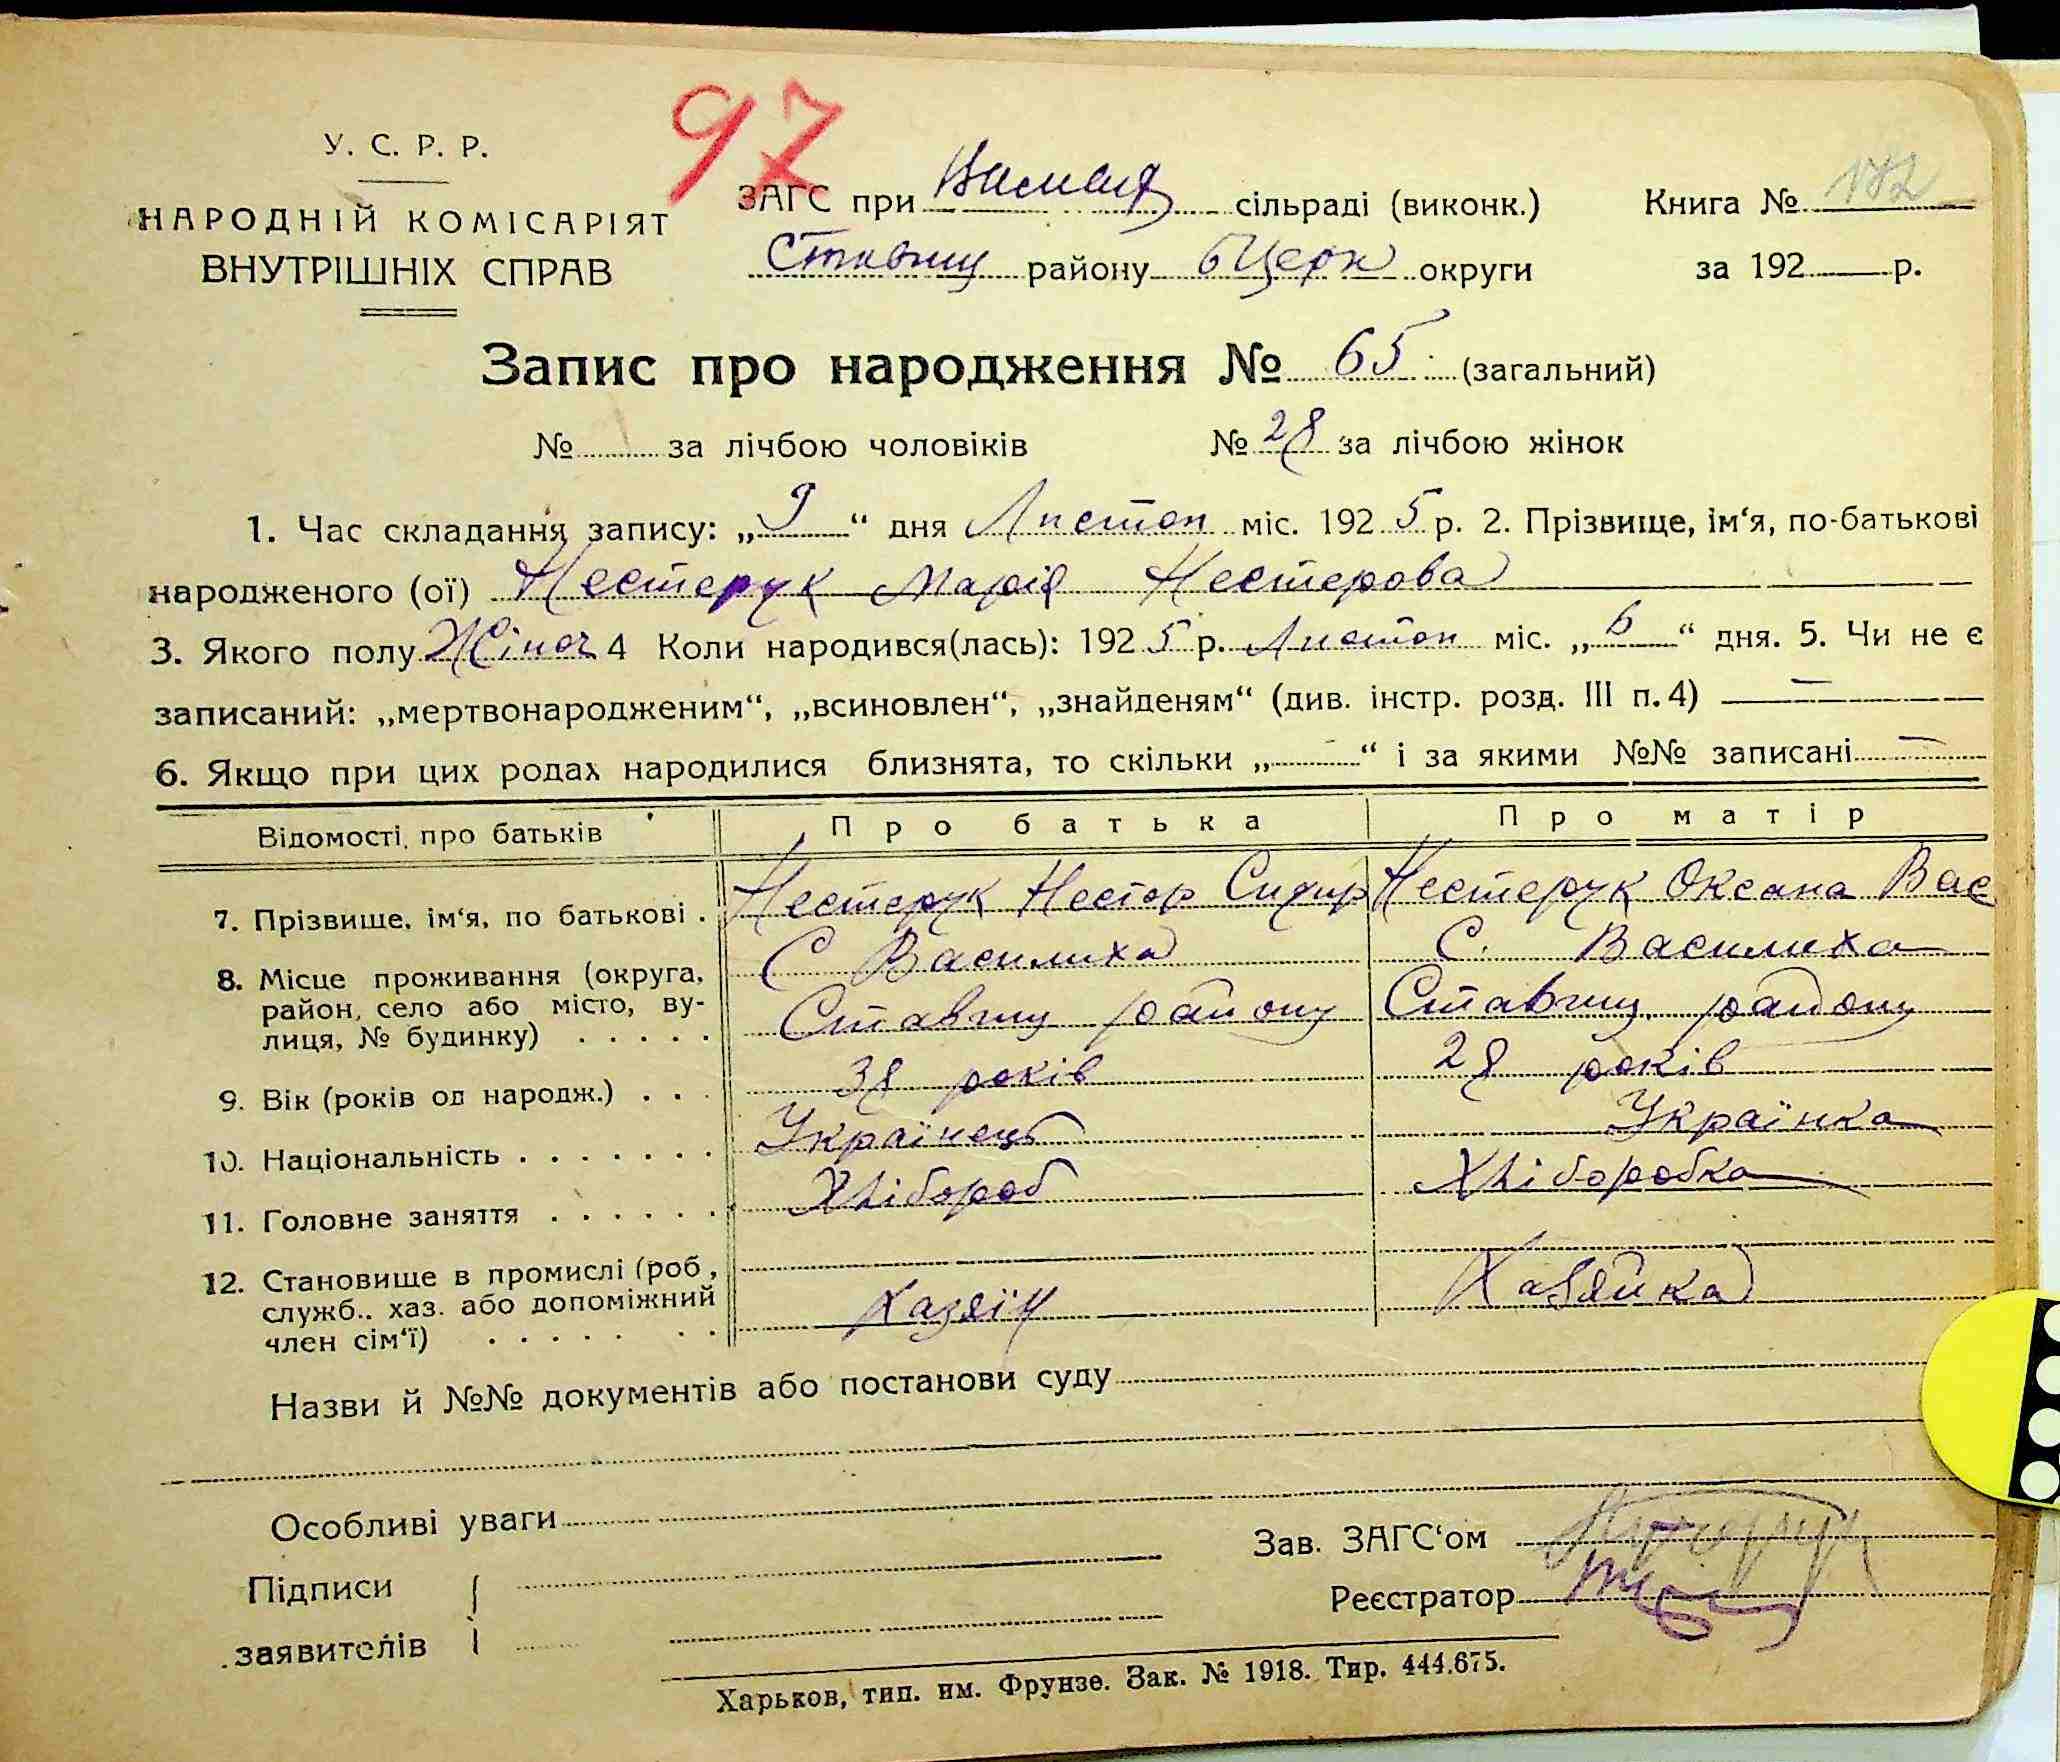 97
У. С. Р. Р.
НАРОДНІЙ КОМІСАРІЯТ
ВНУТРІШНІХ СПРАВ
ЗАГС при сільраді (виконк.) Книга № 172
Ставищ району БЦерк округи за 192 р.
Запис про народження № 65 (загальний)
№ за лічбою чоловіків № 28 за лічбою жінок
1. Час складання запису: „9“ дня Листоп міс. 1925 р. 2. Прізвище, ім‘я, по-батькові
народженого (ої) Нестерук Марія Нестерова
3. Якого полу Жіноч 4 Коли народився(лась): 1925 р. Листоп міс. „6“ дня. 5. Чи не є
записаний: „мертвонародженим“, „всиновлен“, „знайденям“ (див. інстр. розд. III п. 4) —
6. Якщо при цих родах народилися близнята, то скільки „-“ і за якими №№ записані —
Відомості про батьків Про батька Про матір
7. Прізвище, ім‘я, по батькові . Нестерук Нестор Сидир Нестерук Оксана Вас
8. Місце проживання (округа, С Василиха С. Василиха
район, село або місто, ву- Ставищ району Ставищ. району
лиця, № будинку) . . . . .
9. Вік (років од народж.) . . . 38 років 28 років
10. Національність . . . . . . . Українець Українка
11. Головне заняття . . . . . . Хлібороб Хліборобка
12. Становище в промислі (роб.,
служб.. хаз. або допоміжний Хазяїн Хазяйка
член сім‘ї) . . . . . . .
Назви й №№ документів або постанови суду
Особливі уваги
Зав. ЗАГС‘ом
Підписи
Реєстратор
заявителів
Харьков, тип. им. Фрунзе. Зак. № 1918. Тир. 444.675.